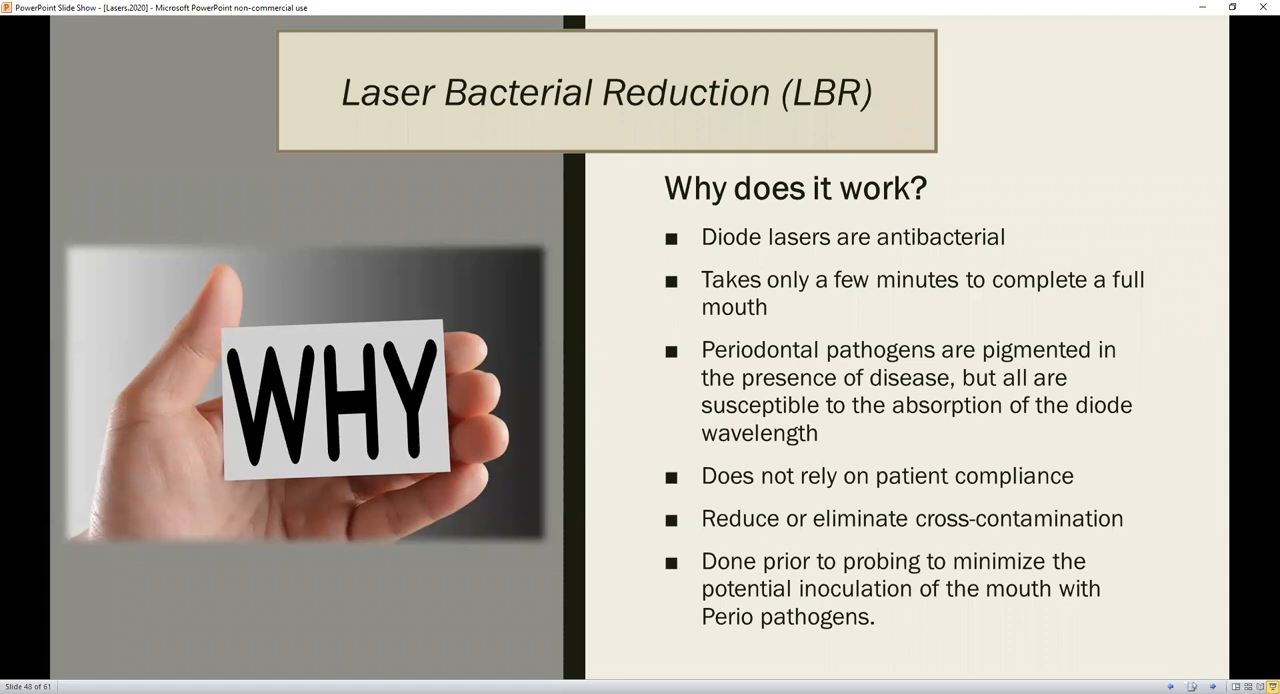 PowerPoint Slide Show - [Lasers.2020] - Microsoft PowerPoint non-commercial use
Laser Bacterial Reduction (LBR)
WHY
Why does it work?
Diode lasers are antibacterial
Takes only a few minutes to complete a full
mouth
Periodontal pathogens are pigmented in
the presence of disease, but all are
susceptible to the absorption of the diode
wavelength
Does not rely on patient compliance
Reduce or eliminate cross-contamination
Done prior to probing to minimize the
potential inoculation of the mouth with
Perio pathogens.
Slide 48 of 61